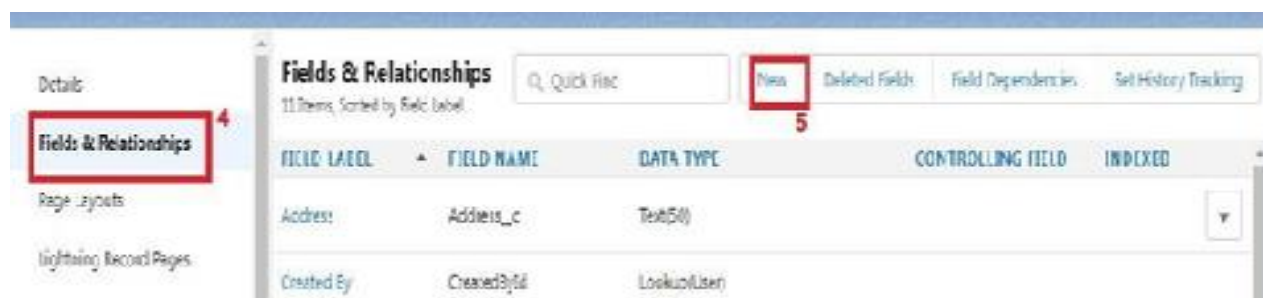 Details
Fields & Relationships
4
Page Layouts
Lightning Record Pages
Fields & Relationships
11 Items, Sorted by Field Label
Quick Find
New
Deleted Fields
Field Dependencies
Set History Tracking
5
FIELD LABEL FIELD NAME DATA TYPE CONTROLLING FIELD INDEXED
Address Address__c Text(50)
Created By CreatedById Lookup(User)